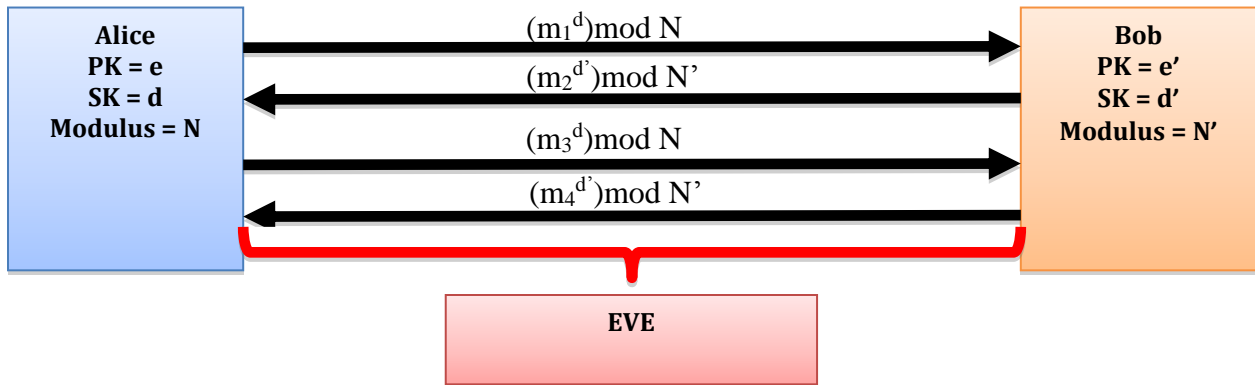 Alice
PK = e
SK = d
Modulus = N
(m₁ᵈ)mod N
(m₂ᵈ’)mod N’
(m₃ᵈ)mod N
(m₄ᵈ’)mod N’
Bob
PK = e’
SK = d’
Modulus = N’
EVE